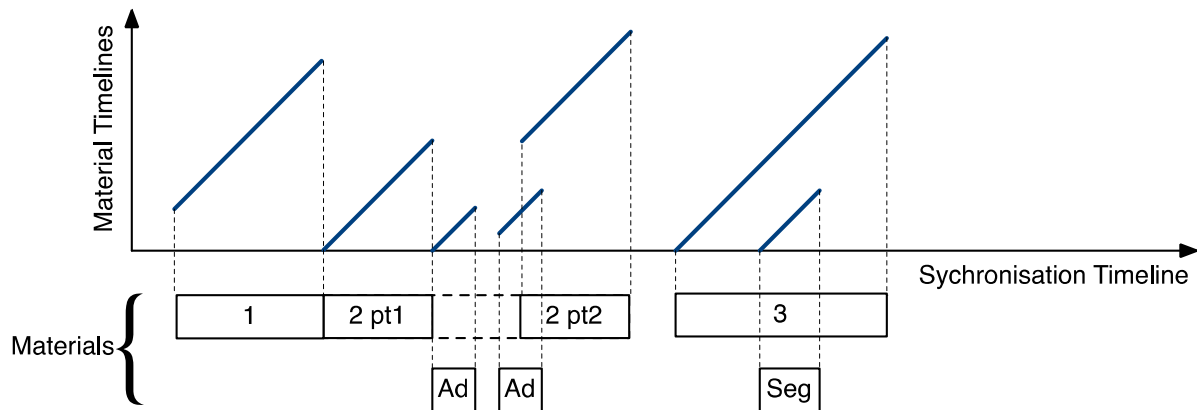 Material Timelines
Sychronisation Timeline
Materials
1
2 pt1
2 pt2
3
Ad
Ad
Seg